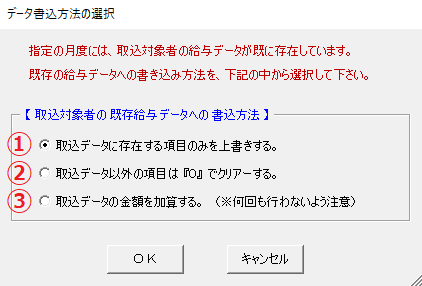 データ書込方法の選択
指定の月度には、取込対象者の給与データが既に存在しています。
既存の給与データへの書き込み方法を、下記の中から選択して下さい。
【 取込対象者の 既存給与 データへの 書込方法 】
① 取込データに存在する項目のみを上書きする。
② 取込データ以外の項目は『0』でクリアーする。
③ 取込データの金額を加算する。（※何回も行わないよう注意）
ＯＫ キャンセル